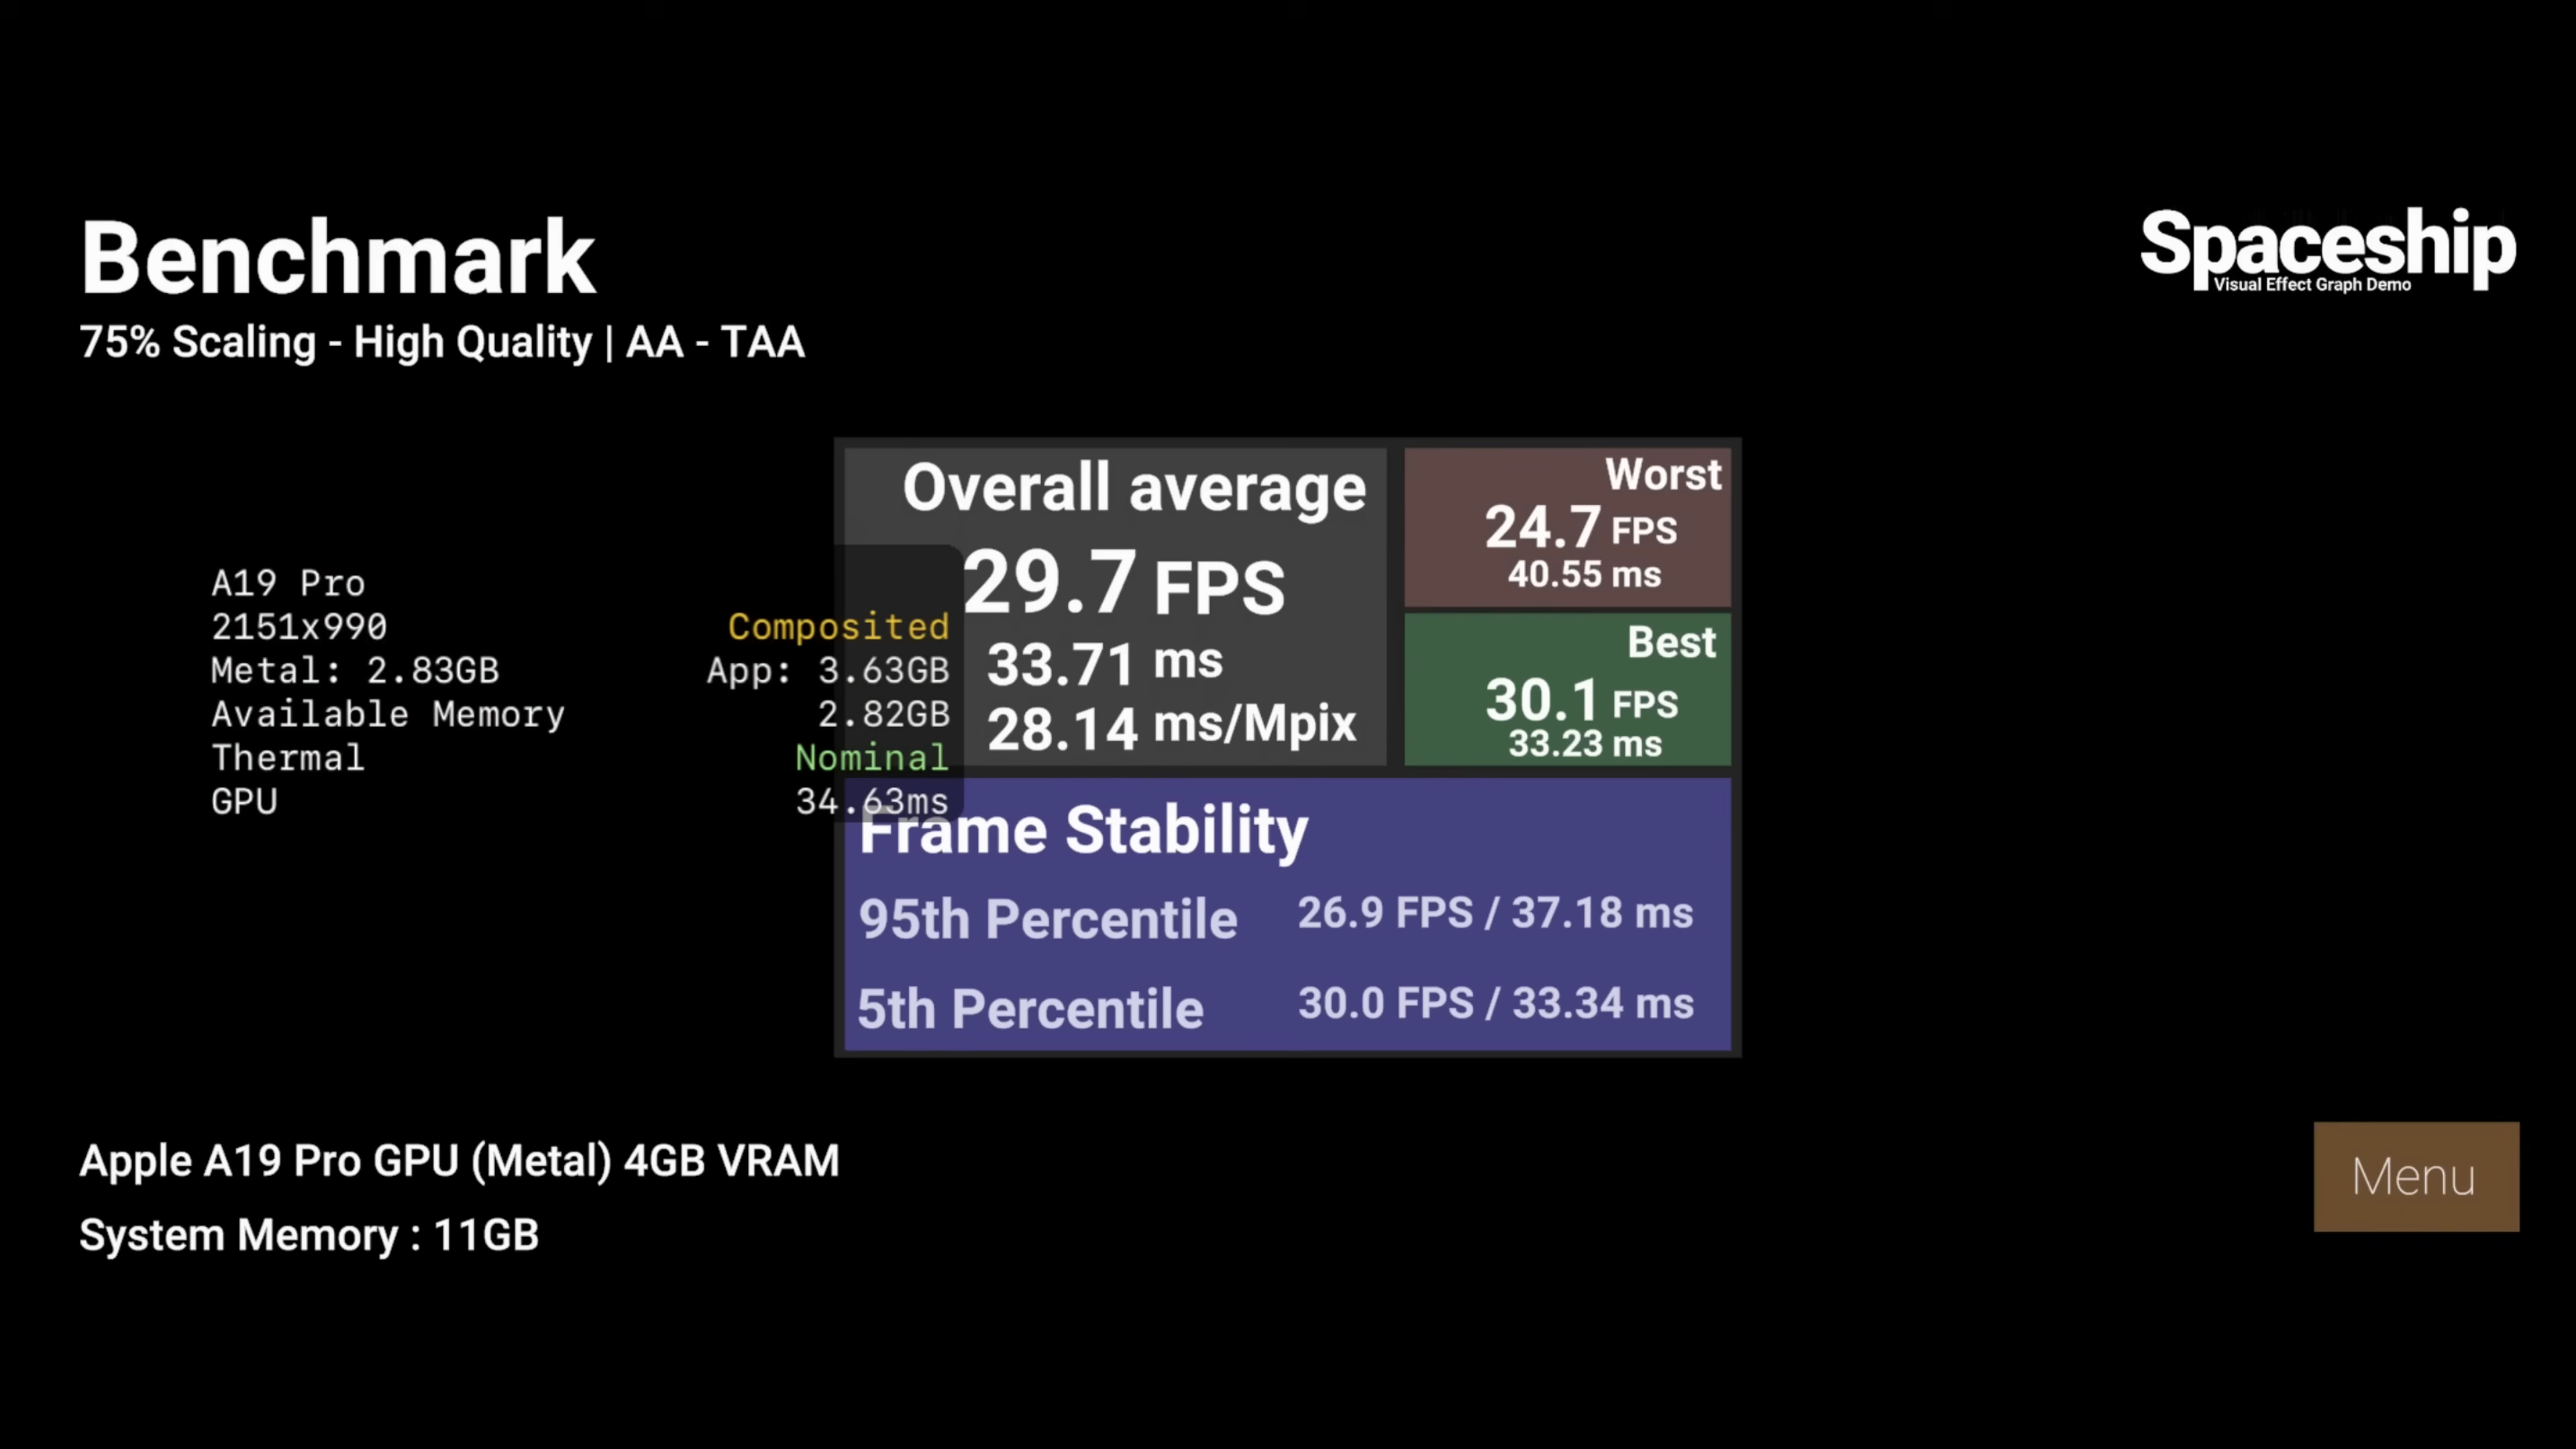 Benchmark
75% Scaling - High Quality | AA - TAA
Spaceship
Visual Effect Graph Demo
A19 Pro
2151x990 Composited
Metal: 2.83GB App: 3.63GB
Available Memory 2.82GB
Thermal Nominal
GPU 34.63ms
Overall average
29.7 FPS
33.71 ms
28.14 ms/Mpix
Worst
24.7 FPS
40.55 ms
Best
30.1 FPS
33.23 ms
Frame Stability
95th Percentile 26.9 FPS / 37.18 ms
5th Percentile 30.0 FPS / 33.34 ms
Apple A19 Pro GPU (Metal) 4GB VRAM
System Memory : 11GB
Menu